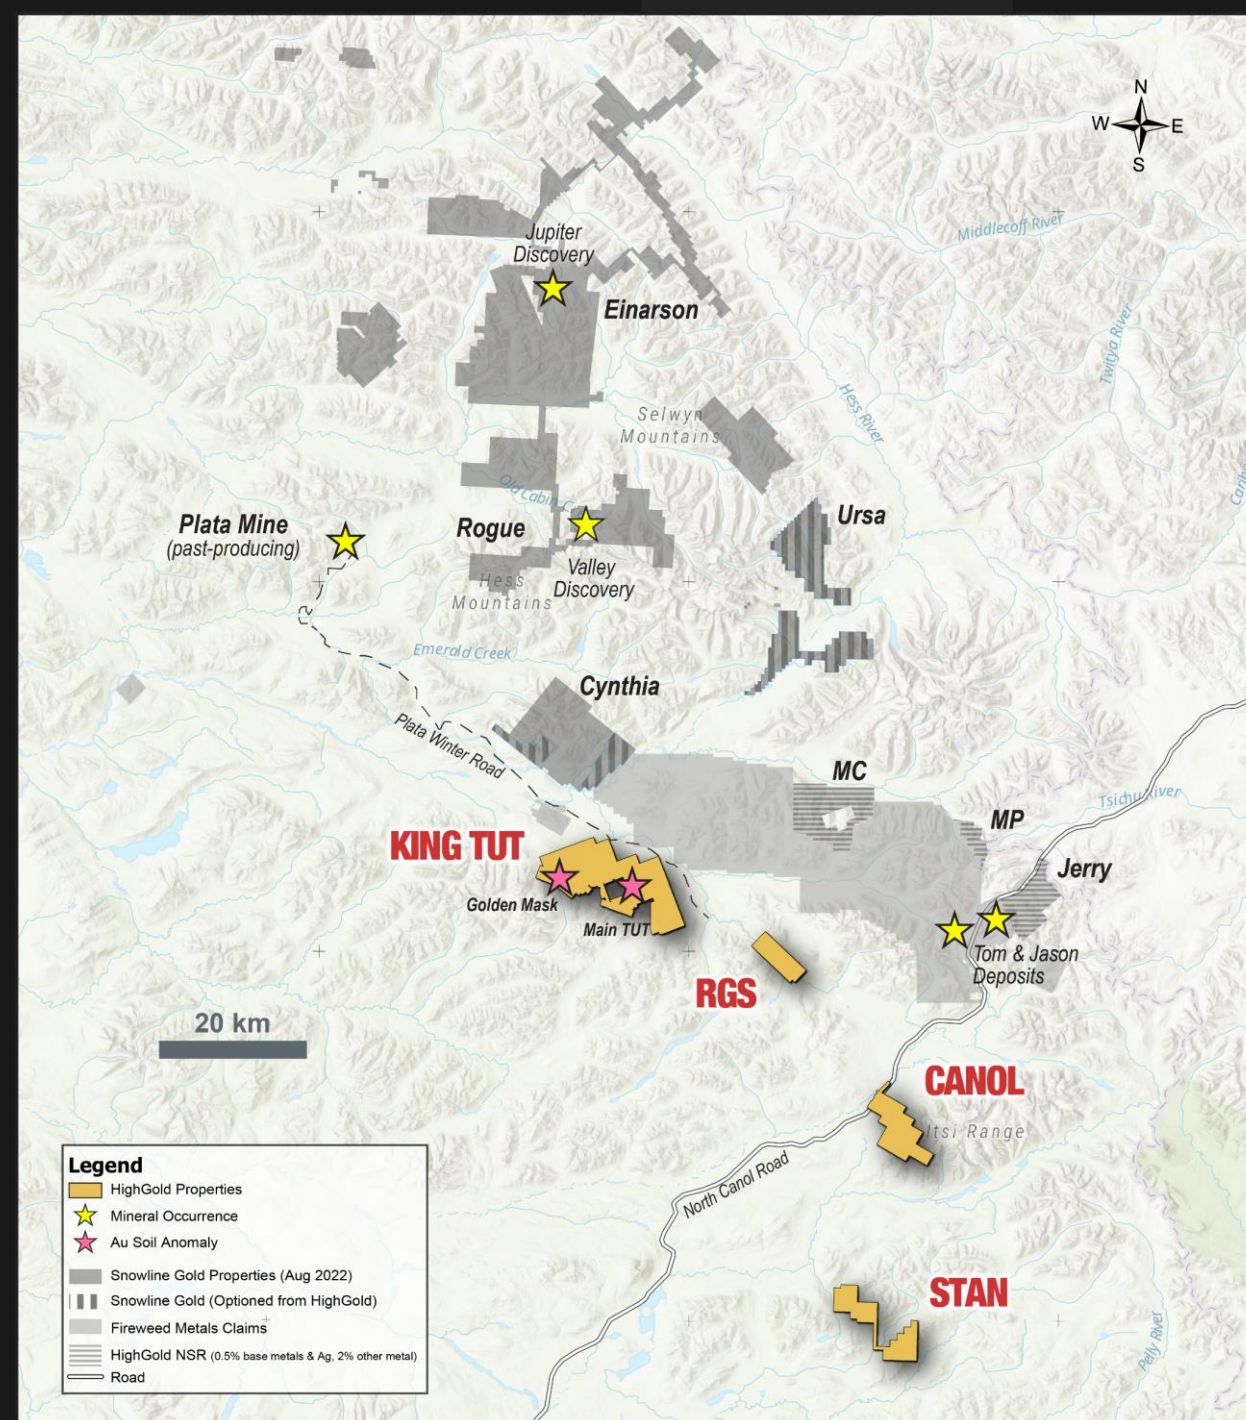 N
W
E
S
Middlecoff River
Jupiter
Discovery
Einarson
Twitya River
Hess River
Selwyn
Mountains
Old Cabin
Ursa
Plata Mine
(past-producing)
Rogue
Valley
Discovery
Hess
Mountains
Emerald Creek
Cynthia
Plata Winter Road
MC
Tsichu River
MP
KING TUT
Jerry
Golden Mask
Main TUT
Tom & Jason
Deposits
RGS
20 km
CANOL
Itsi Range
North Canol Road
STAN
Pelly River
Legend
HighGold Properties
Mineral Occurrence
Au Soil Anomaly
Snowline Gold Properties (Aug 2022)
Snowline Gold (Optioned from HighGold)
Fireweed Metals Claims
HighGold NSR (0.5% base metals & Ag, 2% other metal)
Road